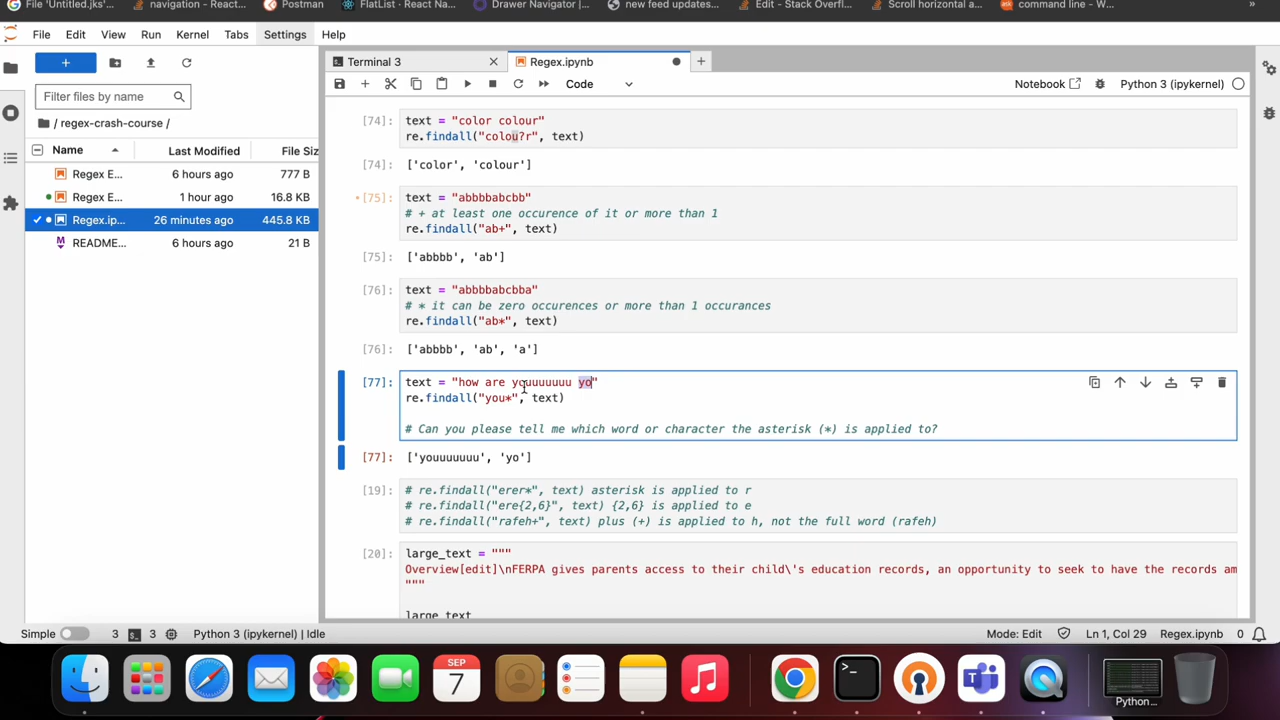 File 'Untitled.jks'...
navigation - React...
Postman
FlatList · React Na...
Drawer Navigator |...
new feed updates...
Edit - Stack Overfl...
Scroll horizontal a...
command line - W...
»
File Edit View Run Kernel Tabs Settings Help
+
Filter files by name
/ regex-crash-course /
Name Last Modified File Siz
Regex E... 6 hours ago 777 B
Regex E... 1 hour ago 16.8 KB
Regex.ip... 26 minutes ago 445.8 KB
README... 6 hours ago 21 B
Terminal 3
Regex.ipynb
+
Code
Notebook
Python 3 (ipykernel)
[74]: text = "color colour"
re.findall("colou?r", text)
[74]: ['color', 'colour']
[75]: text = "abbbbabcbb"
# + at least one occurence of it or more than 1
re.findall("ab+", text)
[75]: ['abbbb', 'ab']
[76]: text = "abbbbabcbba"
# * it can be zero occurences or more than 1 occurances
re.findall("ab*", text)
[76]: ['abbbb', 'ab', 'a']
[77]: text = "how are youuuuuuu yo"
re.findall("you*", text)
# Can you please tell me which word or character the asterisk (*) is applied to?
[77]: ['youuuuuuu', 'yo']
[19]: # re.findall("erer*", text) asterisk is applied to r
# re.findall("ere{2,6}", text) {2,6} is applied to e
# re.findall("rafeh+", text) plus (+) is applied to h, not the full word (rafeh)
[20]: large_text = """
Overview[edit]\nFERPA gives parents access to their child\'s education records, an opportunity to seek to have the records am
"""
large_text
Simple 3 3 Python 3 (ipykernel) | Idle
Mode: Edit Ln 1, Col 29 Regex.ipynb 0
SEP
7
Python...